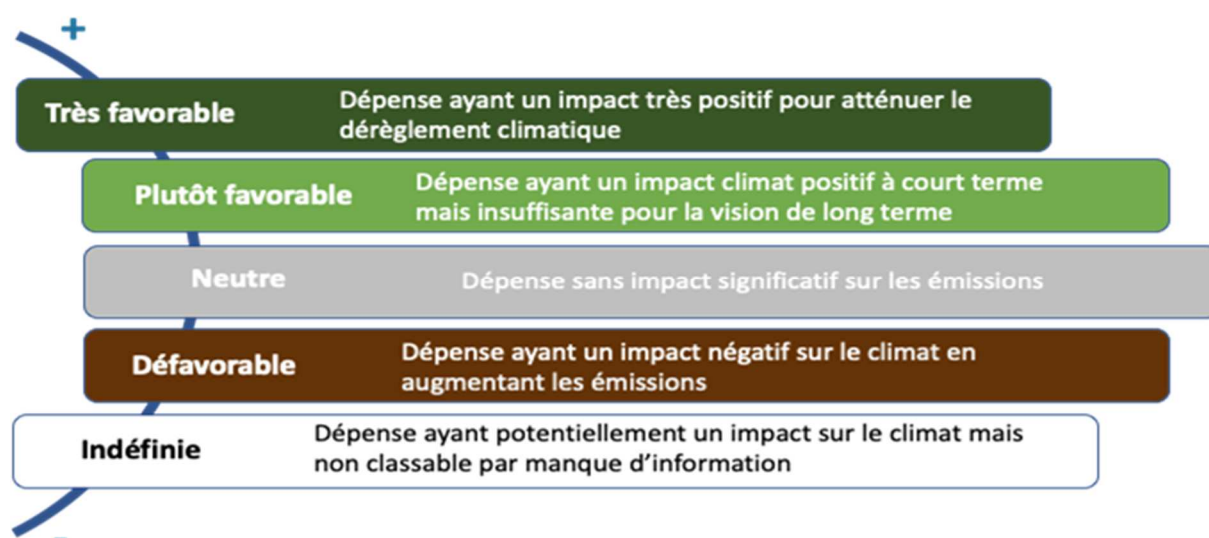 +
Très favorable
Dépense ayant un impact très positif pour atténuer le
dérèglement climatique
Plutôt favorable
Dépense ayant un impact climat positif à court terme
mais insuffisante pour la vision de long terme
Neutre
Dépense sans impact significatif sur les émissions
Défavorable
Dépense ayant un impact négatif sur le climat en
augmentant les émissions
Indéfinie
Dépense ayant potentiellement un impact sur le climat mais
non classable par manque d’information
-